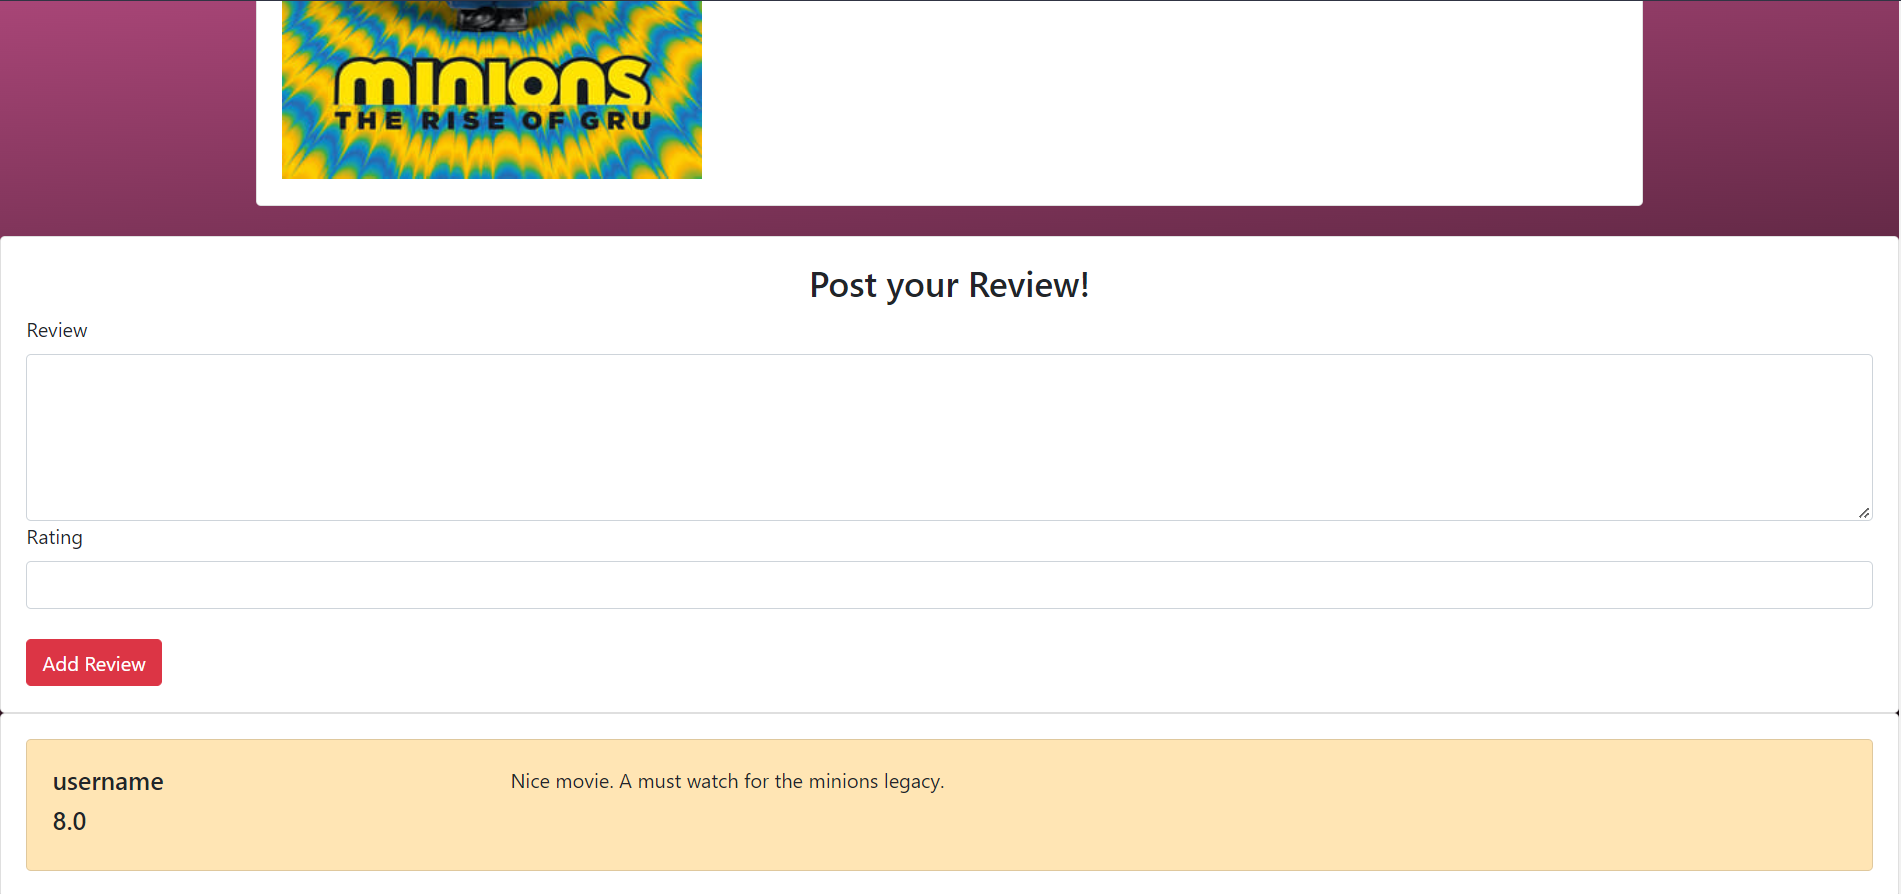 minions
THE RISE OF GRU
Post your Review!
Review
Rating
Add Review
username
Nice movie. A must watch for the minions legacy.
8.0